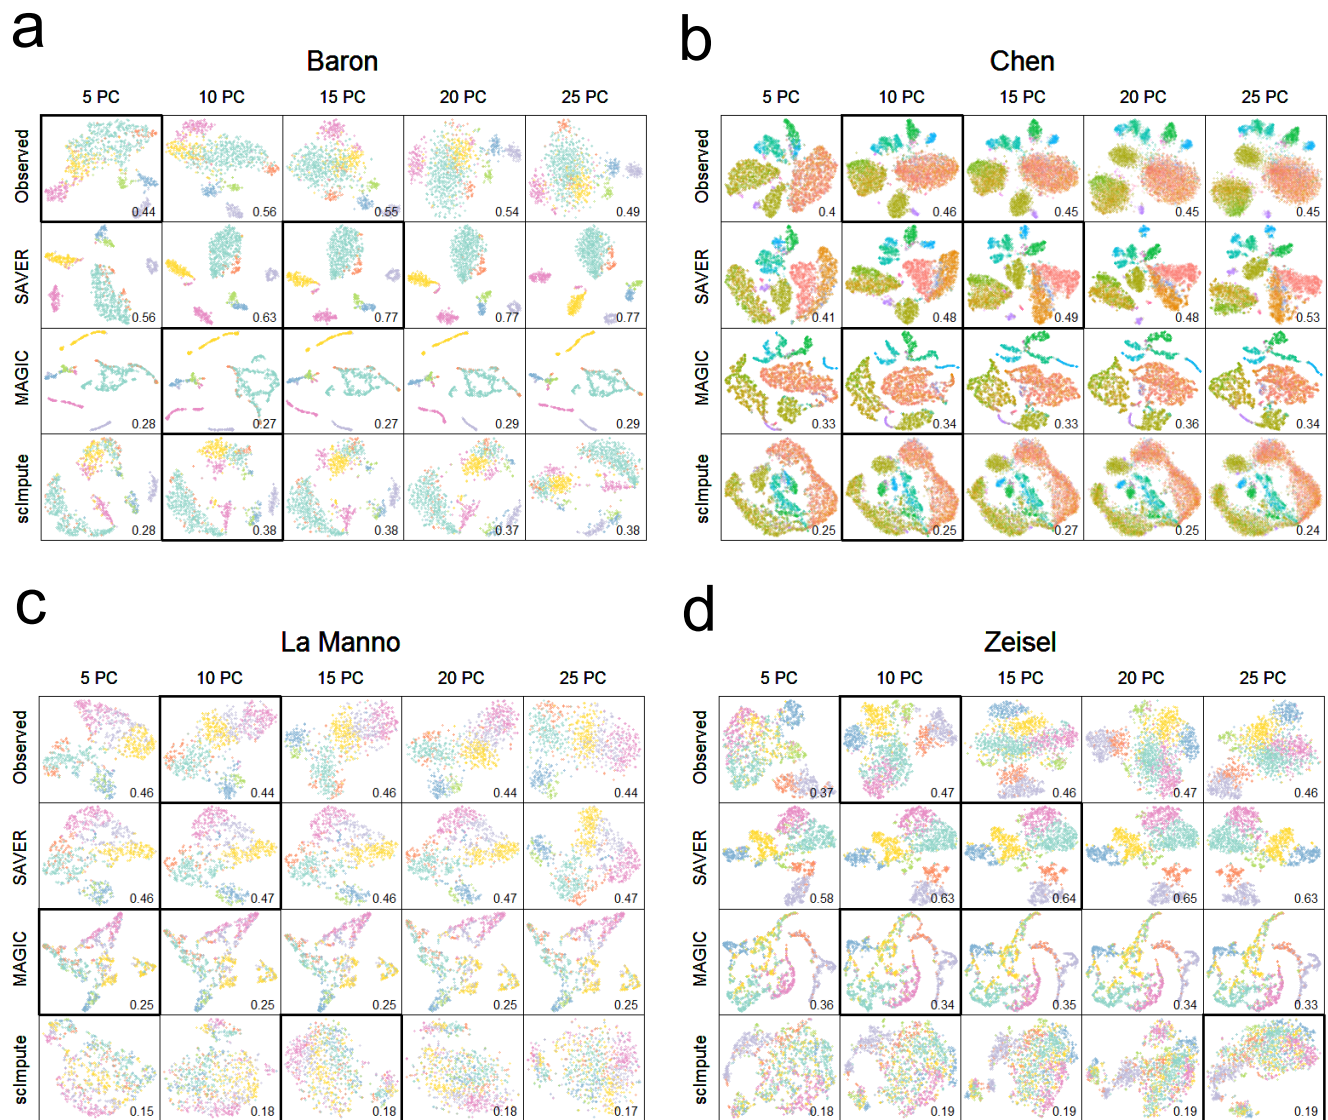 a
Baron
5 PC 10 PC 15 PC 20 PC 25 PC
Observed 0.44 0.56 0.55 0.54 0.49
SAVER 0.56 0.63 0.77 0.77 0.77
MAGIC 0.28 0.27 0.27 0.29 0.29
scImpute 0.28 0.38 0.38 0.37 0.38
b
Chen
5 PC 10 PC 15 PC 20 PC 25 PC
Observed 0.4 0.46 0.45 0.45 0.45
SAVER 0.41 0.48 0.49 0.48 0.53
MAGIC 0.33 0.34 0.33 0.36 0.34
scImpute 0.25 0.25 0.27 0.25 0.24
c
La Manno
5 PC 10 PC 15 PC 20 PC 25 PC
Observed 0.46 0.44 0.46 0.44 0.44
SAVER 0.46 0.47 0.46 0.47 0.47
MAGIC 0.25 0.25 0.25 0.25 0.25
scImpute 0.15 0.18 0.18 0.18 0.17
d
Zeisel
5 PC 10 PC 15 PC 20 PC 25 PC
Observed 0.37 0.47 0.46 0.47 0.46
SAVER 0.58 0.63 0.64 0.65 0.63
MAGIC 0.36 0.34 0.35 0.34 0.33
scImpute 0.18 0.19 0.19 0.19 0.19